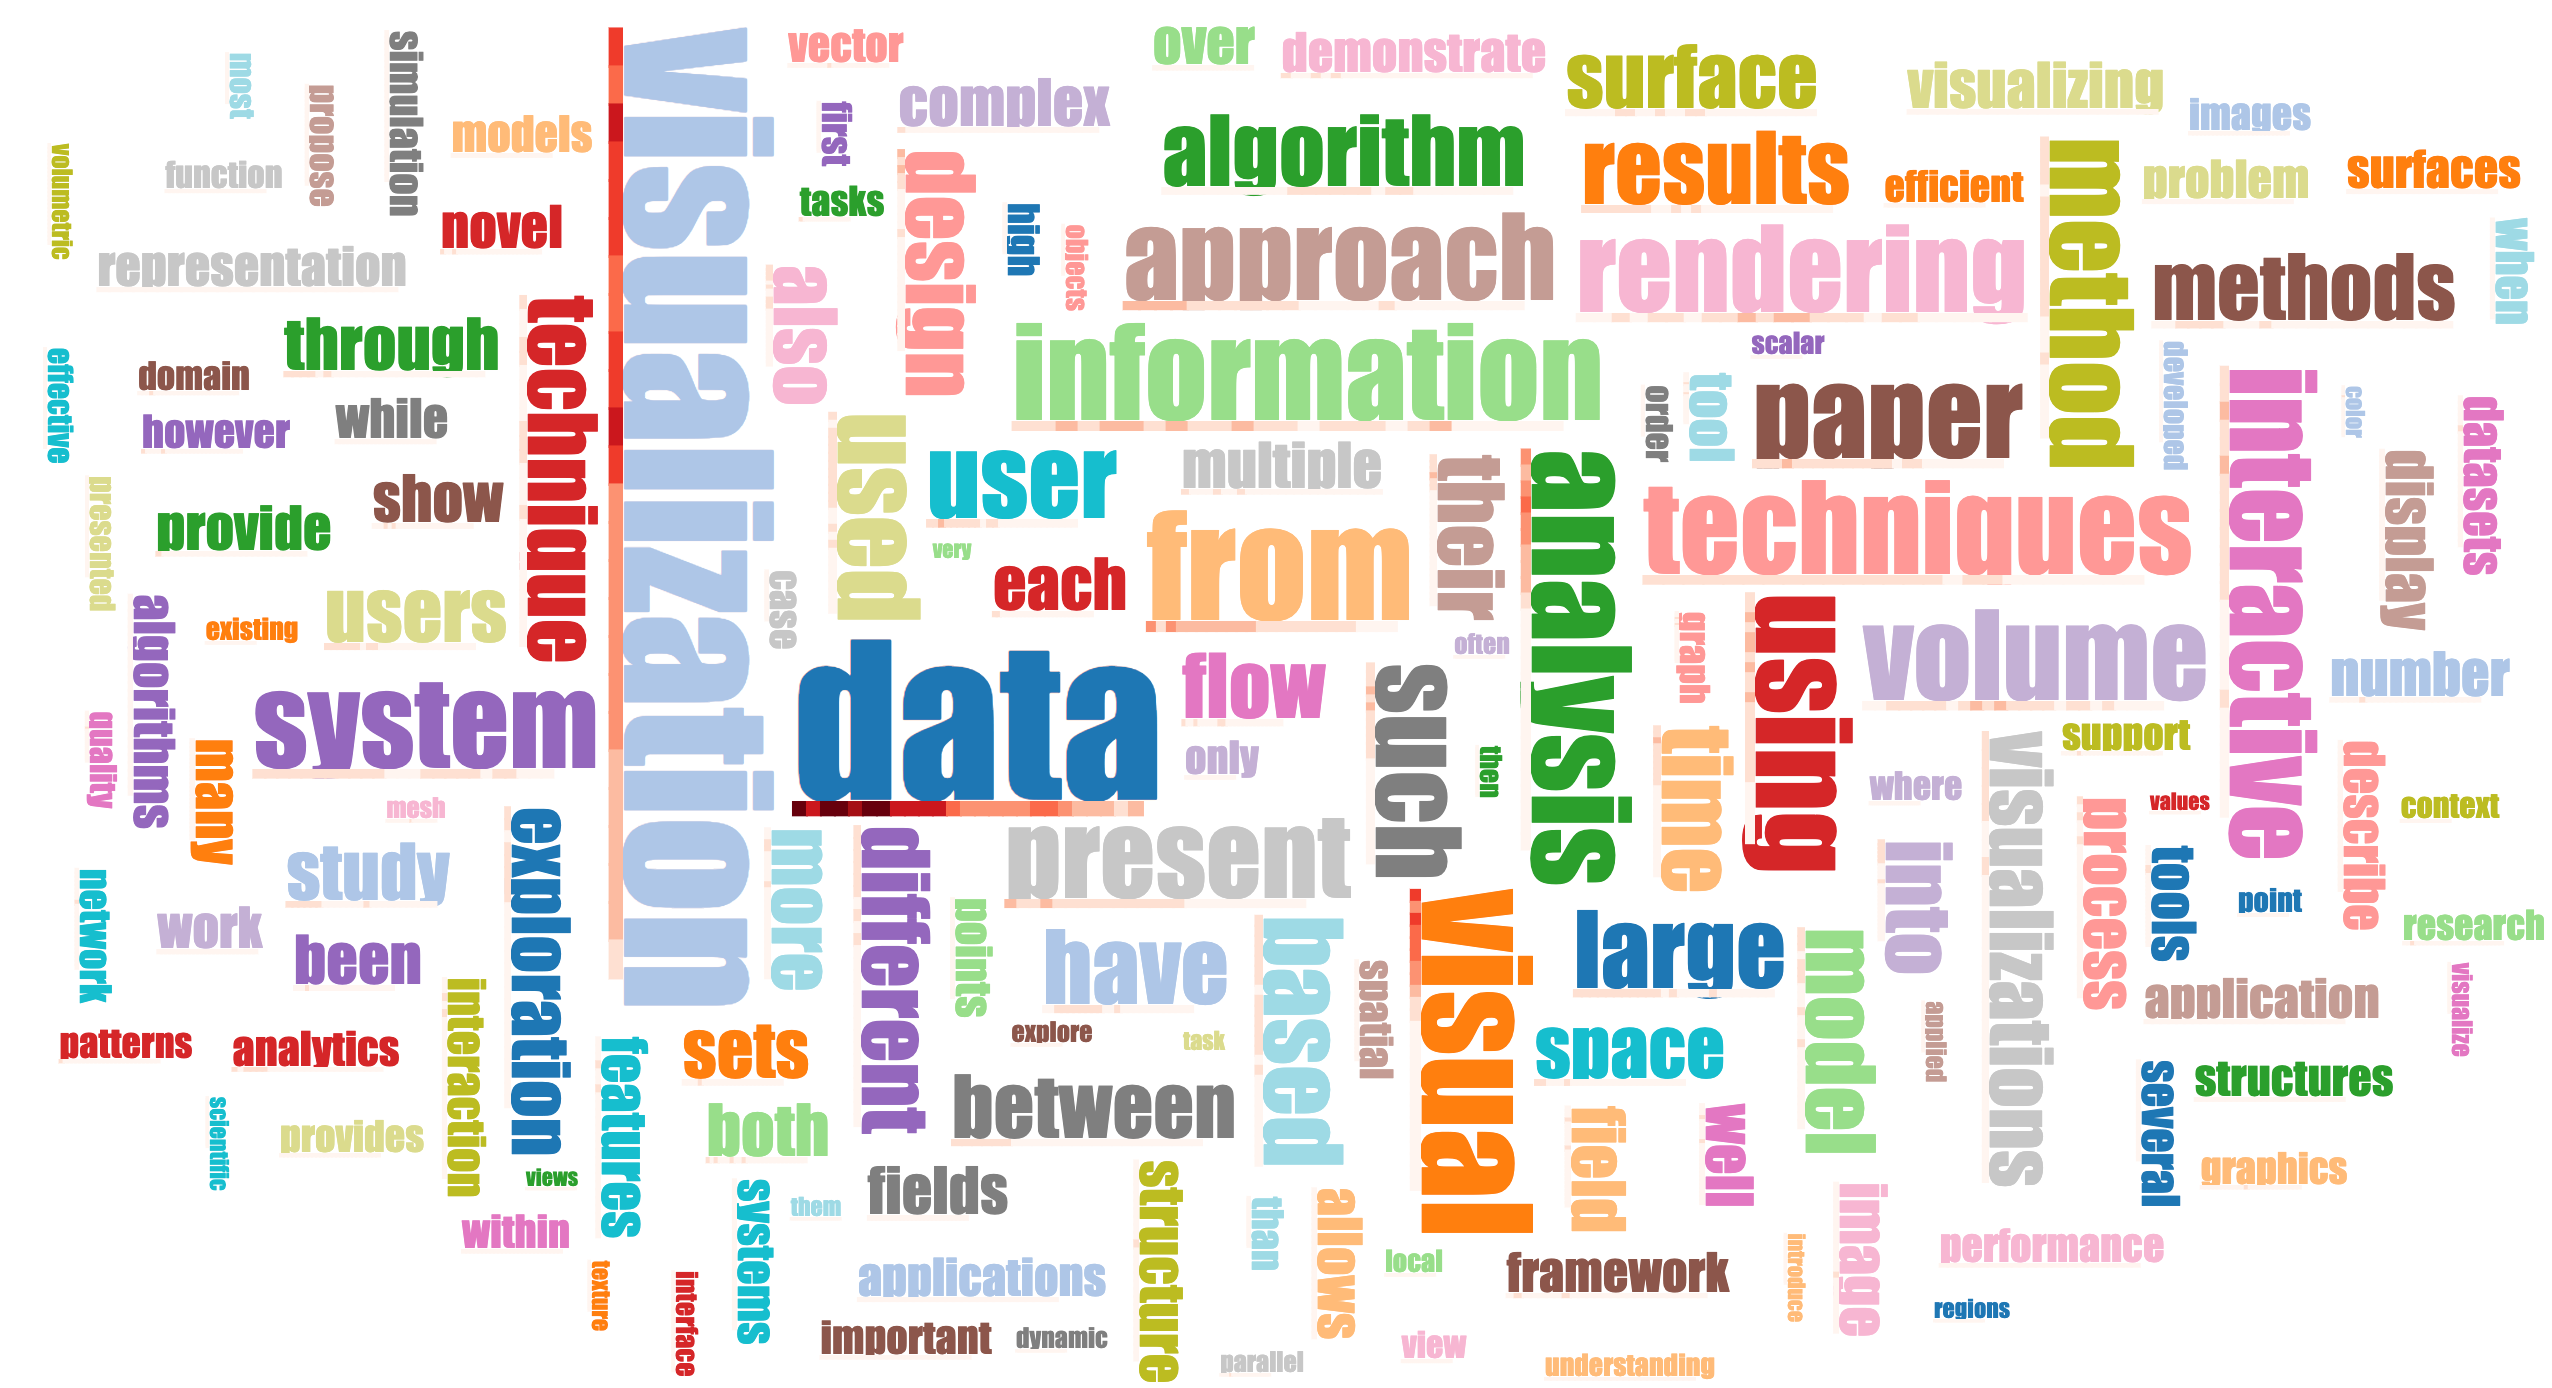 most
propose
simulation
models
volumetric
function
novel
representation
through
technique
effective
domain
however
while
show
presented
provide
users
existing
algorithms
system
quality
many
mesh
exploration
study
network
work
been
interaction
patterns
analytics
features
scientific
provides
views
within
texture
interface
visualization
vector
first
complex
tasks
design
high
objects
also
over
demonstrate
algorithm
approach
information
used
user
multiple
very
each
from
their
case
data
flow
only
often
such
then
analysis
surface
results
efficient
rendering
visualizing
images
method
problem
surfaces
methods
when
scalar
order
tool
paper
developed
interactive
color
datasets
display
techniques
graph
using
volume
number
time
support
where
visualizations
describe
values
context
process
more
different
present
points
have
based
spatial
visual
large
into
tools
point
research
model
applied
application
visualize
sets
both
explore
task
between
space
several
structures
graphics
systems
them
fields
structure
than
allows
local
field
well
image
framework
introduce
performance
regions
applications
important
dynamic
parallel
view
understanding